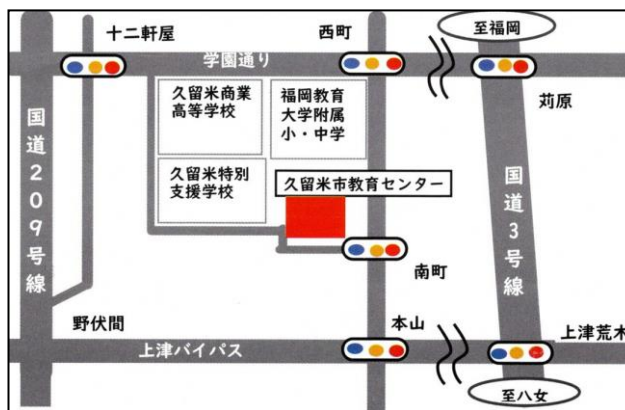 十二軒屋
西町
至福岡
学園通り
苅原
久留米商業
高等学校
福岡教育
大学附属
小・中学
久留米特別
支援学校
久留米市教育センター
国道209号線
国道3号線
南町
野伏間
本山
上津荒木
上津バイパス
至八女